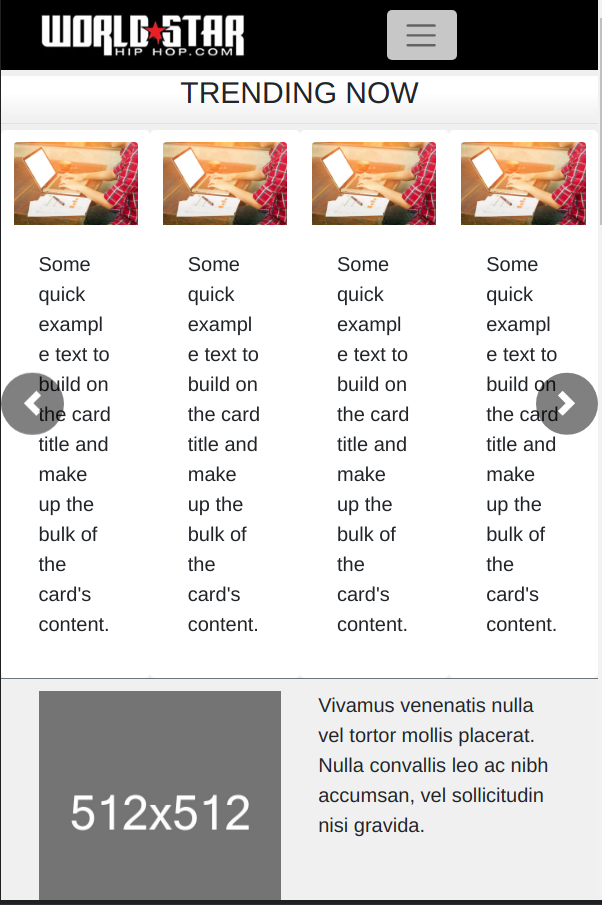 WORLD STAR
HIP HOP.COM
TRENDING NOW
Some
quick
exampl
e text to
build on
the card
title and
make
up the
bulk of
the
card's
content.
Some
quick
exampl
e text to
build on
the card
title and
make
up the
bulk of
the
card's
content.
Some
quick
exampl
e text to
build on
the card
title and
make
up the
bulk of
the
card's
content.
Some
quick
exampl
e text to
build on
the card
title and
make
up the
bulk of
the
card's
content.
512x512
Vivamus venenatis nulla
vel tortor mollis placerat.
Nulla convallis leo ac nibh
accumsan, vel sollicitudin
nisi gravida.